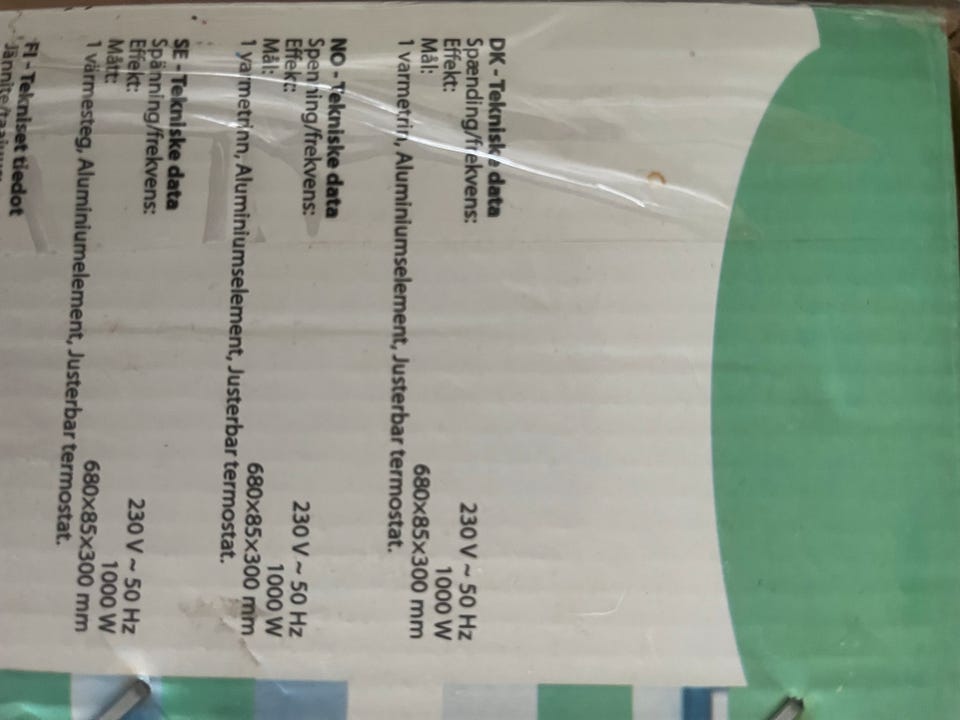 DK - Tekniske data
Spænding/frekvens: 230 V ~ 50 Hz
Effekt: 1000 W
Mål: 680x85x300 mm
1 varmetrin, Aluminiumselement, Justerbar termostat.
NO - Tekniske data
Spenning/frekvens: 230 V ~ 50 Hz
Effekt: 1000 W
Mål: 680x85x300 mm
1 varmetrinn, Aluminiumselement, Justerbar termostat.
SE - Tekniske data
Spänning/frekvens: 230 V ~ 50 Hz
Effekt: 1000 W
Mått: 680x85x300 mm
1 värmesteg, Aluminiumelement, Justerbar termostat.
FI - Tekniset tiedot